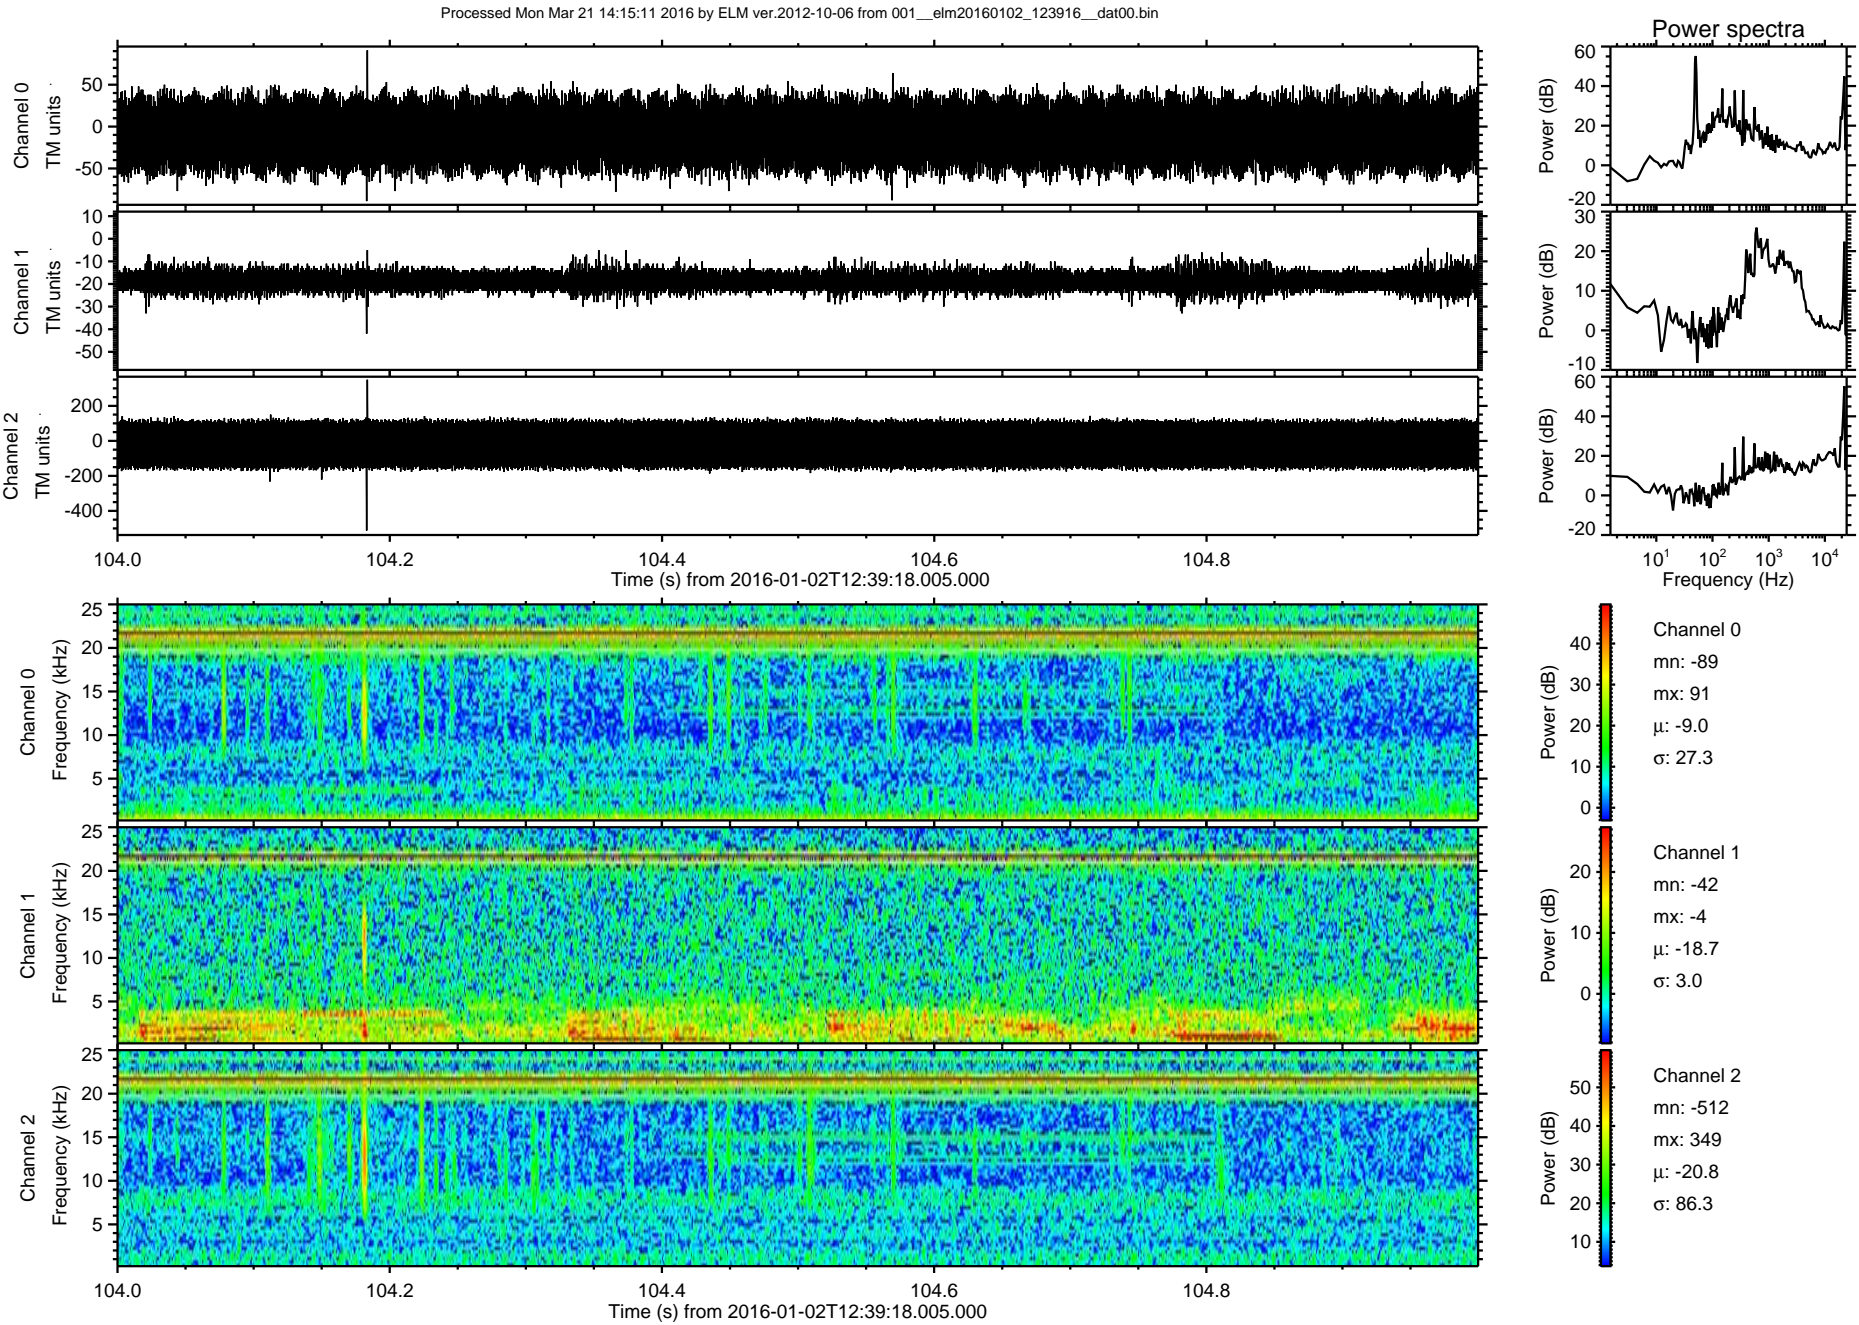 Processed Mon Mar 21 14:15:11 2016 by ELM ver.2012-10-06 from 001__elm20160102_123916__dat00.bin
Power spectra
Channel 0
TM units
50
0
-50
Power (dB)
60
40
20
0
-20
Channel 1
TM units
10
0
-10
-20
-30
-40
-50
Power (dB)
30
20
10
0
-10
Channel 2
TM units
200
0
-200
-400
Power (dB)
60
40
20
0
-20
104.0 104.2 104.4 104.6 104.8
Time (s) from 2016-01-02T12:39:18.005.000
10¹ 10² 10³ 10⁴
Frequency (Hz)
Channel 0
Frequency (kHz)
25
20
15
10
5
Power (dB)
40
30
20
10
0
Channel 0
mn: -89
mx: 91
μ: -9.0
σ: 27.3
Channel 1
Frequency (kHz)
25
20
15
10
5
Power (dB)
20
10
0
Channel 1
mn: -42
mx: -4
μ: -18.7
σ: 3.0
Channel 2
Frequency (kHz)
25
20
15
10
5
Power (dB)
50
40
30
20
10
Channel 2
mn: -512
mx: 349
μ: -20.8
σ: 86.3
104.0 104.2 104.4 104.6 104.8
Time (s) from 2016-01-02T12:39:18.005.000